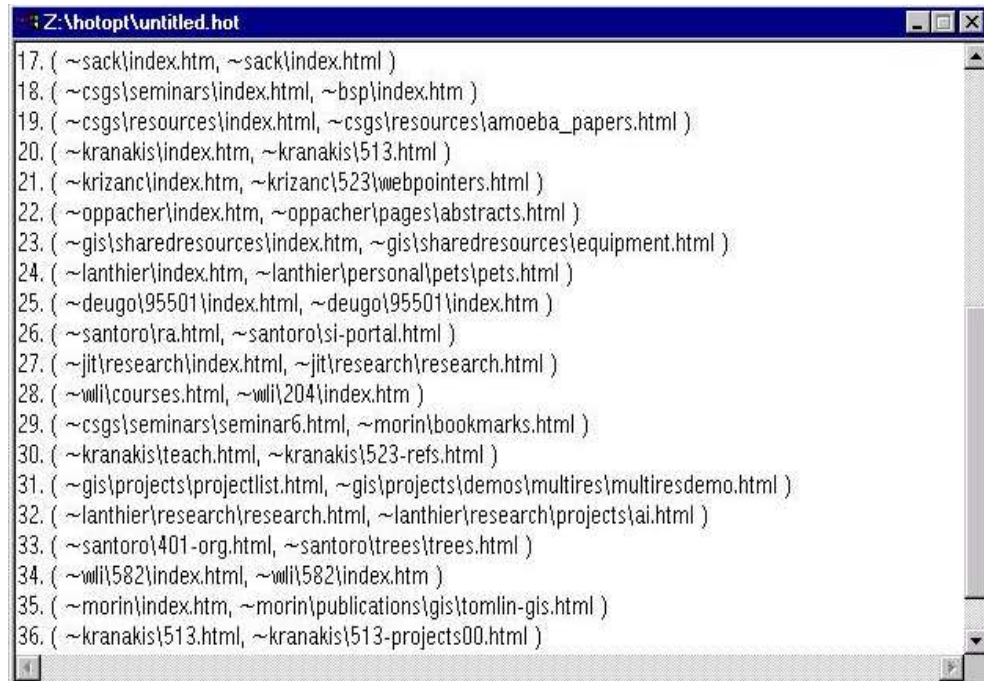 Z:\hotopt\untitled.hot
17. ( ~sack\index.htm, ~sack\index.html )
18. ( ~csgs\seminars\index.html, ~bsp\index.htm )
19. ( ~csgs\resources\index.html, ~csgs\resources\amoeba_papers.html )
20. ( ~kranakis\index.htm, ~kranakis\513.html )
21. ( ~krizanc\index.htm, ~krizanc\523\webpointers.html )
22. ( ~oppacher\index.htm, ~oppacher\pages\abstracts.html )
23. ( ~gis\sharedresources\index.htm, ~gis\sharedresources\equipment.html )
24. ( ~lanthier\index.htm, ~lanthier\personal\pets\pets.html )
25. ( ~deugo\95501\index.html, ~deugo\95501\index.htm )
26. ( ~santoro\ra.html, ~santoro\si-portal.html )
27. ( ~jit\research\index.html, ~jit\research\research.html )
28. ( ~wli\courses.html, ~wli\204\index.htm )
29. ( ~csgs\seminars\seminar6.html, ~morin\bookmarks.html )
30. ( ~kranakis\teach.html, ~kranakis\523-refs.html )
31. ( ~gis\projects\projectlist.html, ~gis\projects\demos\multires\multiresdemo.html )
32. ( ~lanthier\research\research.html, ~lanthier\research\projects\ai.html )
33. ( ~santoro\401-org.html, ~santoro\trees\trees.html )
34. ( ~wli\582\index.html, ~wli\582\index.htm )
35. ( ~morin\index.htm, ~morin\publications\gis\tomlin-gis.html )
36. ( ~kranakis\513.html, ~kranakis\513-projects00.html )